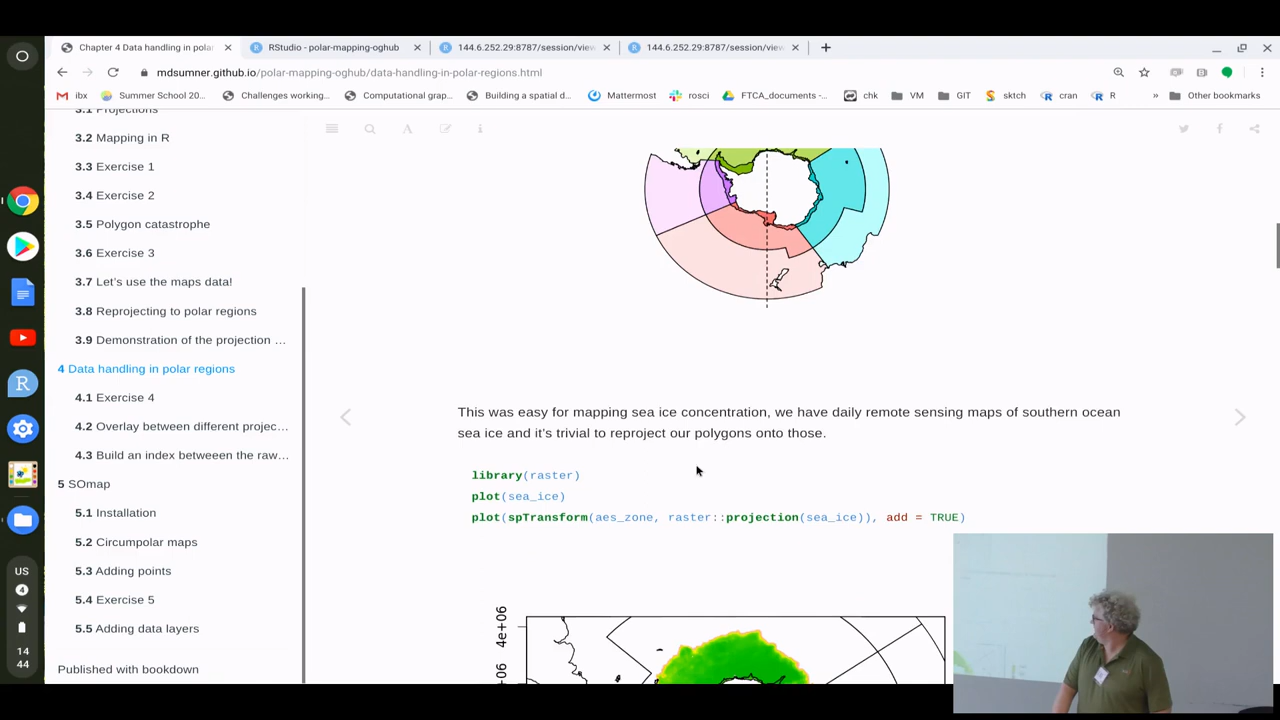 Chapter 4 Data handling in pola
RStudio - polar-mapping-oghub
144.6.252.29:8787/session/view
144.6.252.29:8787/session/view
mdsumner.github.io/polar-mapping-oghub/data-handling-in-polar-regions.html
ibx
Summer School 20...
Challenges working...
Computational grap...
Building a spatial d...
Mattermost
rosci
FTCA_documents -...
chk
VM
GIT
sktch
cran
R
»
Other bookmarks
3.1 Projections
3.2 Mapping in R
3.3 Exercise 1
3.4 Exercise 2
3.5 Polygon catastrophe
3.6 Exercise 3
3.7 Let's use the maps data!
3.8 Reprojecting to polar regions
3.9 Demonstration of the projection ...
4 Data handling in polar regions
4.1 Exercise 4
4.2 Overlay between different projec...
4.3 Build an index betweeen the raw...
5 SOmap
5.1 Installation
5.2 Circumpolar maps
5.3 Adding points
5.4 Exercise 5
5.5 Adding data layers
Published with bookdown
This was easy for mapping sea ice concentration, we have daily remote sensing maps of southern ocean
sea ice and it's trivial to reproject our polygons onto those.
library(raster)
plot(sea_ice)
plot(spTransform(aes_zone, raster::projection(sea_ice)), add = TRUE)
4e+06
+06
US
4
14
44